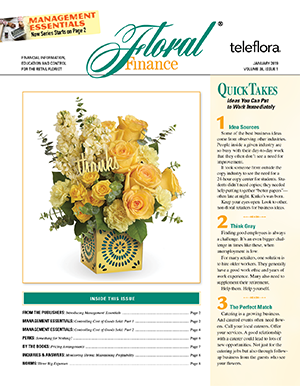 MANAGEMENT
ESSENTIALS
New Series Starts on Page 2
Floral
Finance
®
teleflora.
FINANCIAL INFORMATION,
EDUCATION AND CONTROL
FOR THE RETAIL FLORIST
JANUARY 2019
VOLUME 38, ISSUE 1
QUICK TAKES
Ideas You Can Put
to Work Immediately
1 Idea Sources
Some of the best business ideas
come from observing other industries.
People inside a given industry are
so busy with their day-to-day work
that they often don't see a need for
improvement.
It took someone from outside the
copy industry to see the need for a
24-hour copy center for students. Stu-
dents didn't need copies; they needed
help putting together "better papers"—
often late at night. Kinko's was born.
Keep your eyes open. Look to other,
non-floral retailers for business ideas.
2 Think Gray
Finding good employees is always
a challenge. It's an even bigger chal-
lenge in times like these, when
unemployment is low.
For many retailers, one solution is
to hire older workers. They generally
have a good work ethic and years of
work experience. Many also need to
supplement their retirement.
Help them. Help yourself.
3 The Perfect Match
Catering is a growing business.
And catered events often need flow-
ers. Call your local caterers. Offer
your services. A good relationship
with a caterer could lead to lots of
new opportunities. Not just for the
catering jobs but also through follow-
up business from the guests who see
your flowers.
thanks
INSIDE THIS ISSUE
FROM THE PUBLISHERS: Introducing Management Essentials Page 2
MANAGEMENT ESSENTIALS: Controlling Cost of Goods Sold, Part 1 Page 3
MANAGEMENT ESSENTIALS: Controlling Cost of Goods Sold, Part 2 Page 4
PERKS: Something for Nothing? Page 6
BY THE BOOKS: Pricing arrangements Page 7
INQUIRIES & ANSWERS: Monitoring Home, Maintaining Profitability Page 8
NORMS: Three Key Expenses Page 8